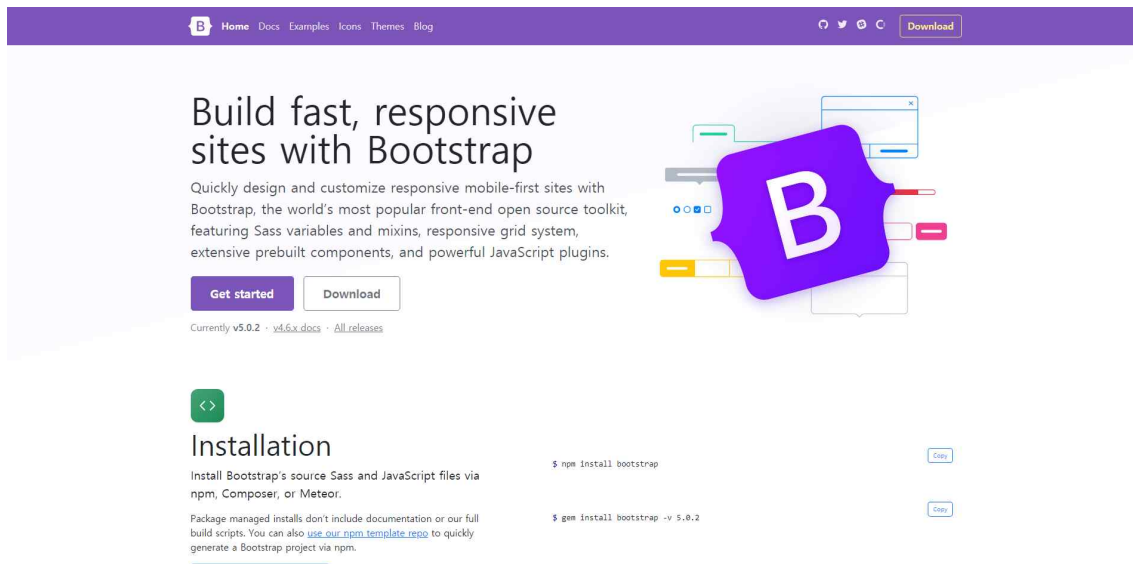 B Home Docs Examples Icons Themes Blog Download
Build fast, responsive
sites with Bootstrap
Quickly design and customize responsive mobile-first sites with
Bootstrap, the world's most popular front-end open source toolkit,
featuring Sass variables and mixins, responsive grid system,
extensive prebuilt components, and powerful JavaScript plugins.
Get started Download
Currently v5.0.2 · v4.6.x docs · All releases
B
Installation
Install Bootstrap's source Sass and JavaScript files via
npm, Composer, or Meteor.
Package managed installs don't include documentation or our full
build scripts. You can also use our npm template repo to quickly
generate a Bootstrap project via npm.
$ npm install bootstrap
Copy
$ gem install bootstrap -v 5.0.2
Copy